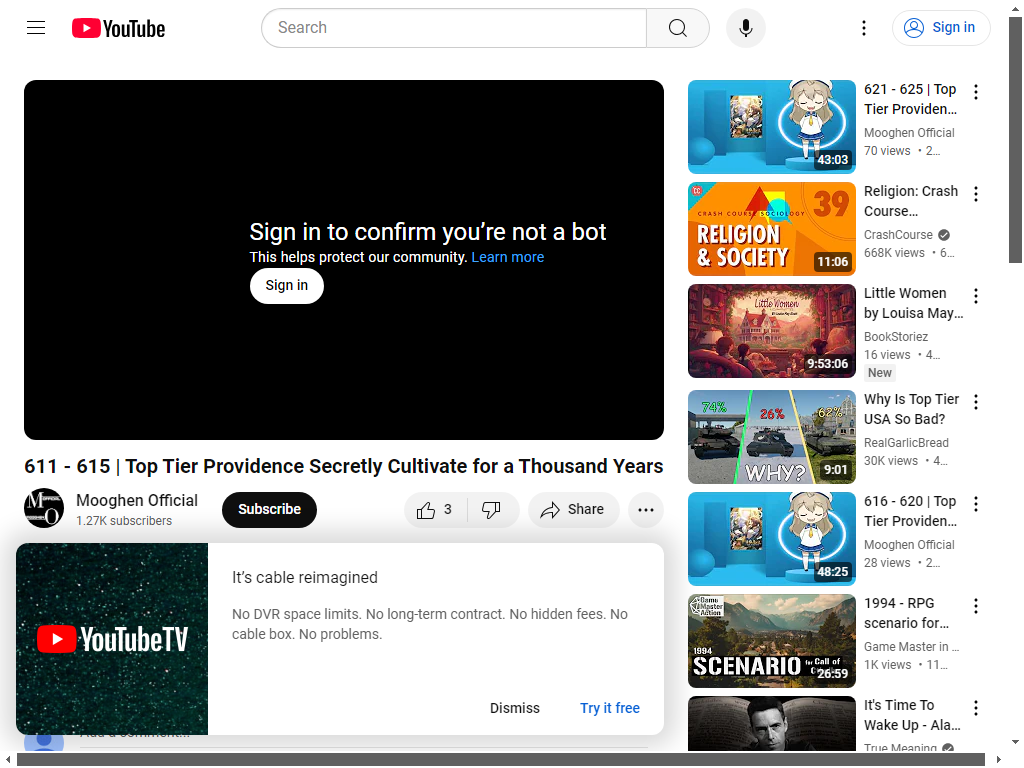 YouTube
Search
Sign in
Sign in to confirm you’re not a bot
This helps protect our community. Learn more
Sign in
611 - 615 | Top Tier Providence Secretly Cultivate for a Thousand Years
Mooghen Official
1.27K subscribers
Subscribe
3
Share
YouTubeTV
It’s cable reimagined
No DVR space limits. No long-term contract. No hidden fees. No
cable box. No problems.
Dismiss
Try it free
43:03
621 - 625 | Top
Tier Providen…
Mooghen Official
70 views • 2…
CC
CRASH COURSE SOCIOLOGY
39
RELIGION
& SOCIETY
11:06
Religion: Crash
Course…
CrashCourse
668K views • 6…
Little Women
9:53:06
Little Women
by Louisa May…
BookStoriez
16 views • 4…
New
74%
26%
62%
WHY?
9:01
Why Is Top Tier
USA So Bad?
RealGarlicBread
30K views • 4…
48:25
616 - 620 | Top
Tier Providen…
Mooghen Official
28 views • 2…
Game
Master
Action
1994
SCENARIO for Call of
26:59
1994 - RPG
scenario for…
Game Master in …
1K views • 11…
It's Time To
Wake Up - Ala…
True Meaning